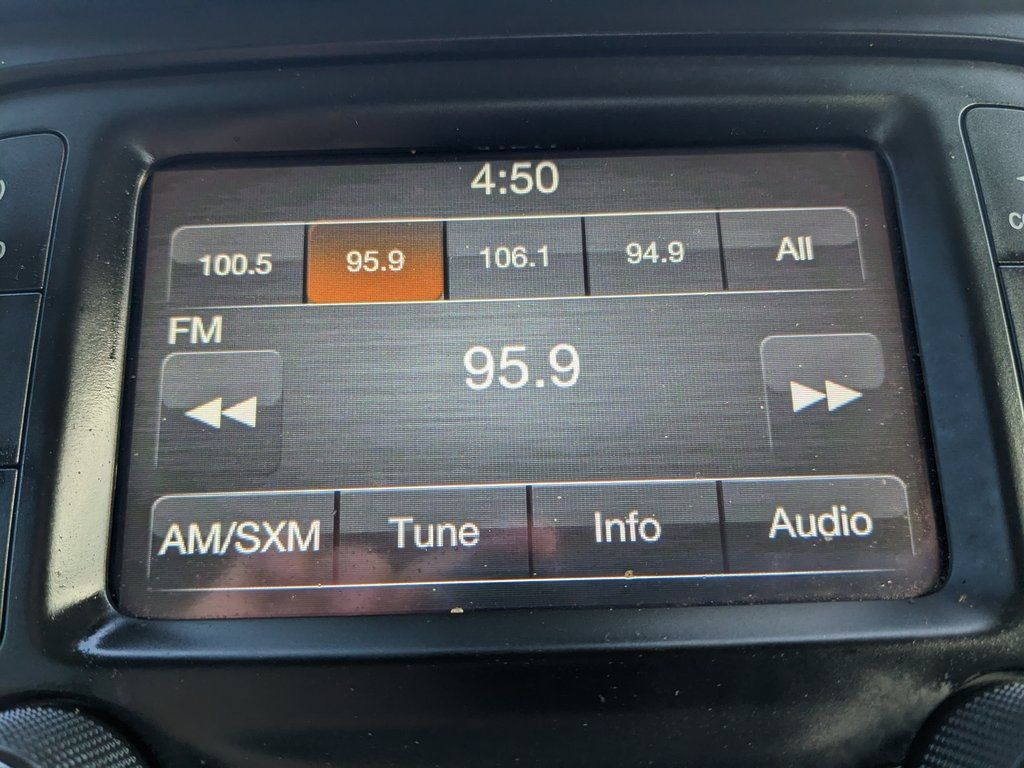 4:50
100.5 95.9 106.1 94.9 All
FM
95.9
AM/SXM Tune Info Audio